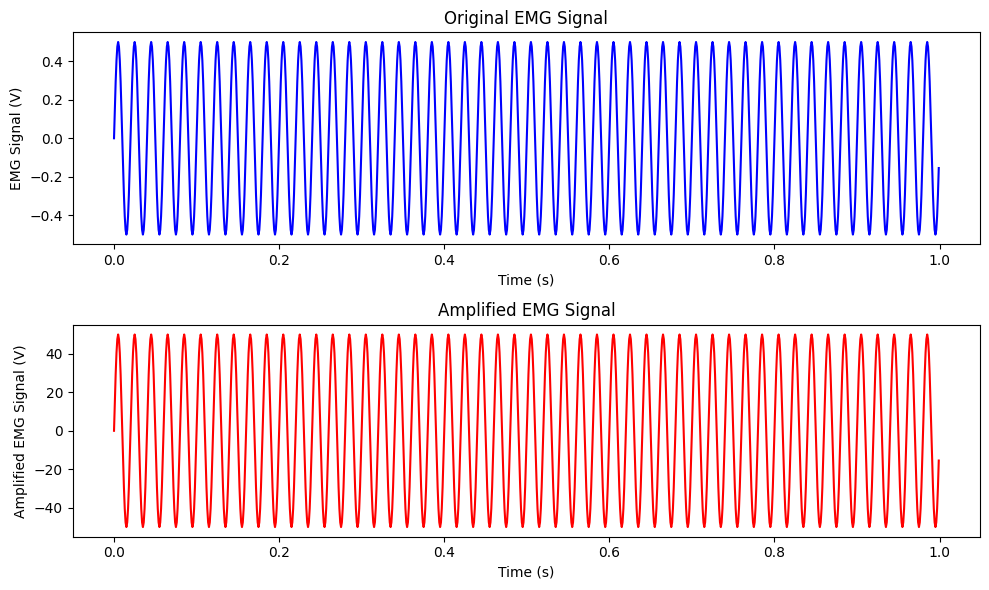 Original EMG Signal
EMG Signal (V)
0.4
0.2
0.0
−0.2
−0.4
0.0 0.2 0.4 0.6 0.8 1.0
Time (s)
Amplified EMG Signal
Amplified EMG Signal (V)
40
20
0
−20
−40
0.0 0.2 0.4 0.6 0.8 1.0
Time (s)